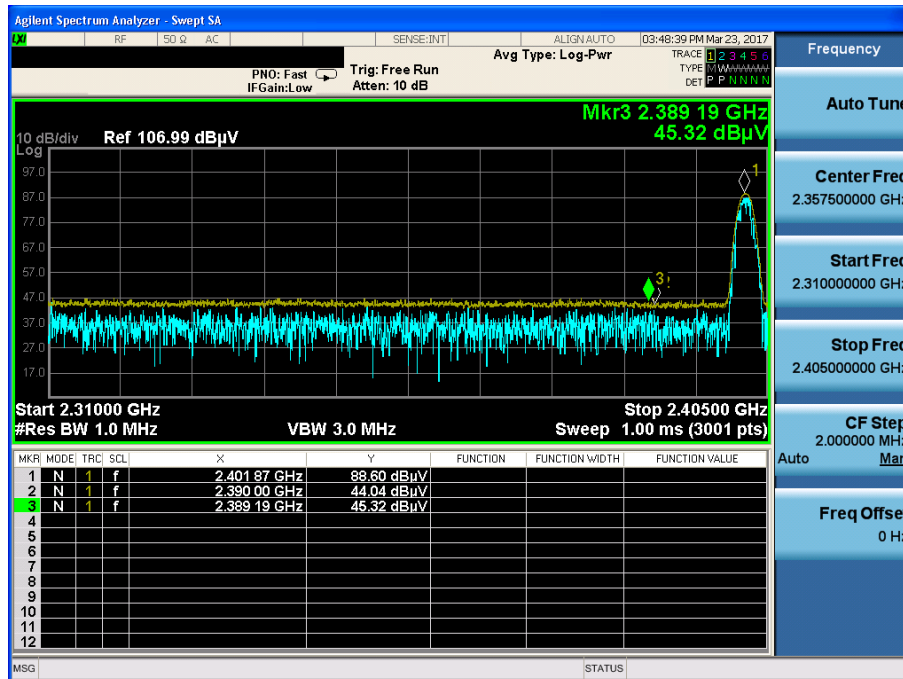 Agilent Spectrum Analyzer - Swept SA
LXI RF 50 Ω AC SENSE:INT ALIGN AUTO 03:48:39 PM Mar 23, 2017
Frequency
Avg Type: Log-Pwr TRACE 1 2 3 4 5 6
PNO: Fast Trig: Free Run TYPE MWWWWW
IFGain:Low Atten: 10 dB DET P P N N N N
Auto Tune
Mkr3 2.389 19 GHz
10 dB/div Ref 106.99 dBµV 45.32 dBµV
Log
97.0
1
87.0
77.0
67.0
57.0
3
47.0
37.0
27.0
17.0
Start 2.31000 GHz Stop 2.40500 GHz
#Res BW 1.0 MHz VBW 3.0 MHz Sweep 1.00 ms (3001 pts)
Center Freq
2.357500000 GHz
Start Freq
2.310000000 GHz
Stop Freq
2.405000000 GHz
CF Step
2.000000 MHz
Auto Man
Freq Offset
0 Hz
MKR MODE TRC SCL X Y FUNCTION FUNCTION WIDTH FUNCTION VALUE
1 N 1 f 2.401 87 GHz 88.60 dBµV
2 N 1 f 2.390 00 GHz 44.04 dBµV
3 N 1 f 2.389 19 GHz 45.32 dBµV
4
5
6
7
8
9
10
11
12
MSG STATUS